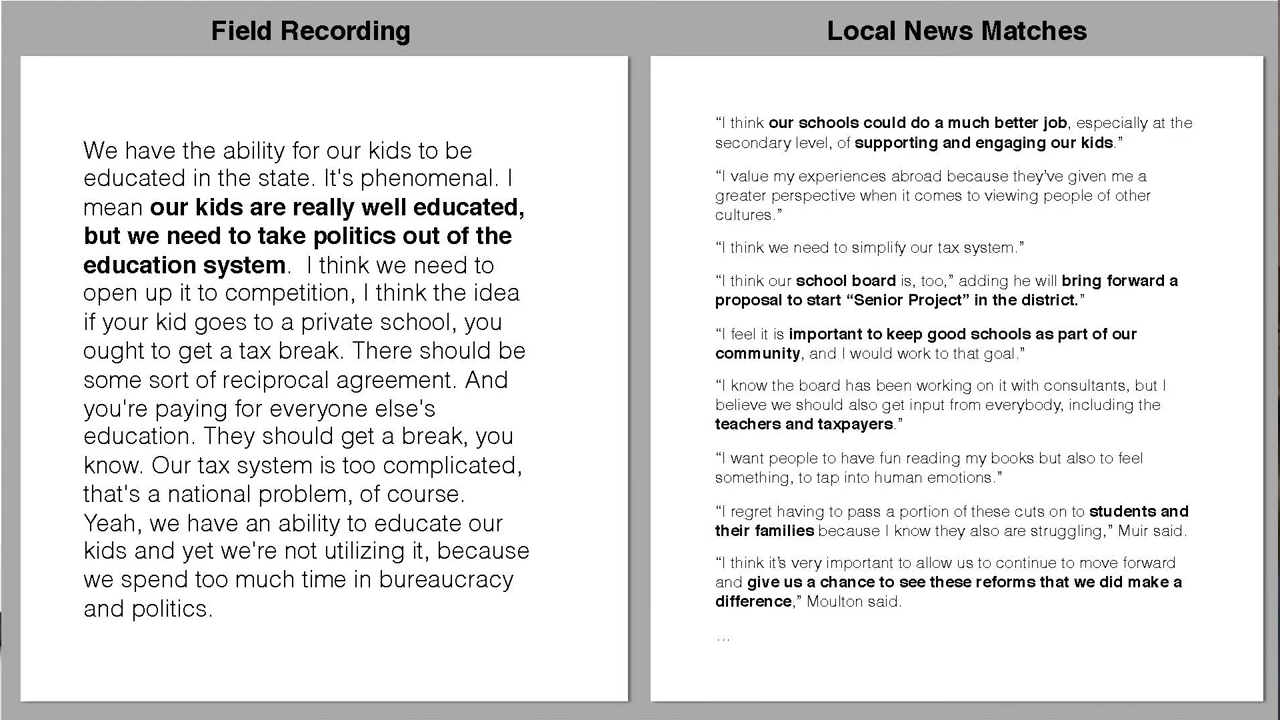 Field Recording
We have the ability for our kids to be
educated in the state. It's phenomenal. I
mean our kids are really well educated,
but we need to take politics out of the
education system.  I think we need to
open up it to competition, I think the idea
if your kid goes to a private school, you
ought to get a tax break. There should be
some sort of reciprocal agreement. And
you're paying for everyone else's
education. They should get a break, you
know. Our tax system is too complicated,
that's a national problem, of course.
Yeah, we have an ability to educate our
kids and yet we're not utilizing it, because
we spend too much time in bureaucracy
and politics.
Local News Matches
“I think our schools could do a much better job, especially at the
secondary level, of supporting and engaging our kids.”
“I value my experiences abroad because they’ve given me a
greater perspective when it comes to viewing people of other
cultures.”
“I think we need to simplify our tax system.”
“I think our school board is, too,” adding he will bring forward a
proposal to start “Senior Project” in the district.”
“I feel it is important to keep good schools as part of our
community, and I would work to that goal.”
“I know the board has been working on it with consultants, but I
believe we should also get input from everybody, including the
teachers and taxpayers.”
“I want people to have fun reading my books but also to feel
something, to tap into human emotions.”
“I regret having to pass a portion of these cuts on to students and
their families because I know they also are struggling,” Muir said.
“I think it’s very important to allow us to continue to move forward
and give us a chance to see these reforms that we did make a
difference,” Moulton said.
...